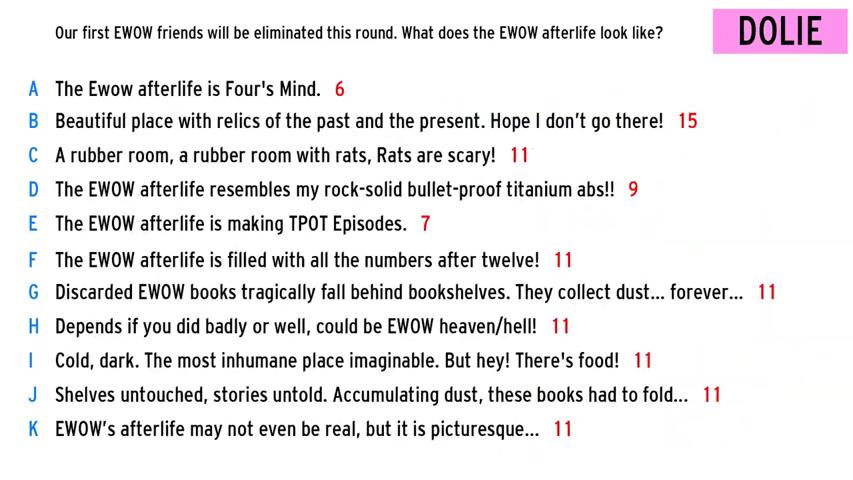 Our first EWOW friends will be eliminated this round. What does the EWOW afterlife look like?
DOLIE
A The Ewow afterlife is Four's Mind. 6
B Beautiful place with relics of the past and the present. Hope I don't go there! 15
C A rubber room, a rubber room with rats, Rats are scary! 11
D The EWOW afterlife resembles my rock-solid bullet-proof titanium abs!! 9
E The EWOW afterlife is making TPOT Episodes. 7
F The EWOW afterlife is filled with all the numbers after twelve! 11
G Discarded EWOW books tragically fall behind bookshelves. They collect dust... forever... 11
H Depends if you did badly or well, could be EWOW heaven/hell! 11
I Cold, dark. The most inhumane place imaginable. But hey! There's food! 11
J Shelves untouched, stories untold. Accumulating dust, these books had to fold... 11
K EWOW's afterlife may not even be real, but it is picturesque... 11